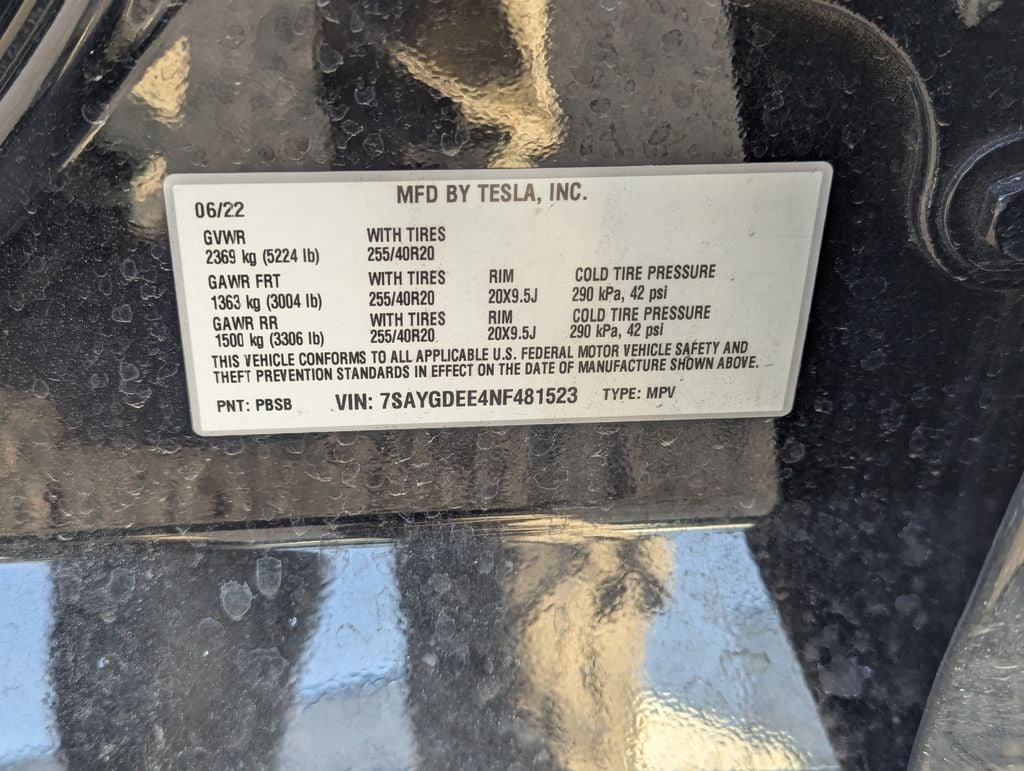 MFD BY TESLA, INC.
06/22
GVWR WITH TIRES
2369 kg (5224 lb) 255/40R20
GAWR FRT WITH TIRES RIM COLD TIRE PRESSURE
1363 kg (3004 lb) 255/40R20 20X9.5J 290 kPa, 42 psi
GAWR RR WITH TIRES RIM COLD TIRE PRESSURE
1500 kg (3306 lb) 255/40R20 20X9.5J 290 kPa, 42 psi
THIS VEHICLE CONFORMS TO ALL APPLICABLE U.S. FEDERAL MOTOR VEHICLE SAFETY AND
THEFT PREVENTION STANDARDS IN EFFECT ON THE DATE OF MANUFACTURE SHOWN ABOVE.
PNT: PBSB VIN: 7SAYGDEE4NF481523 TYPE: MPV